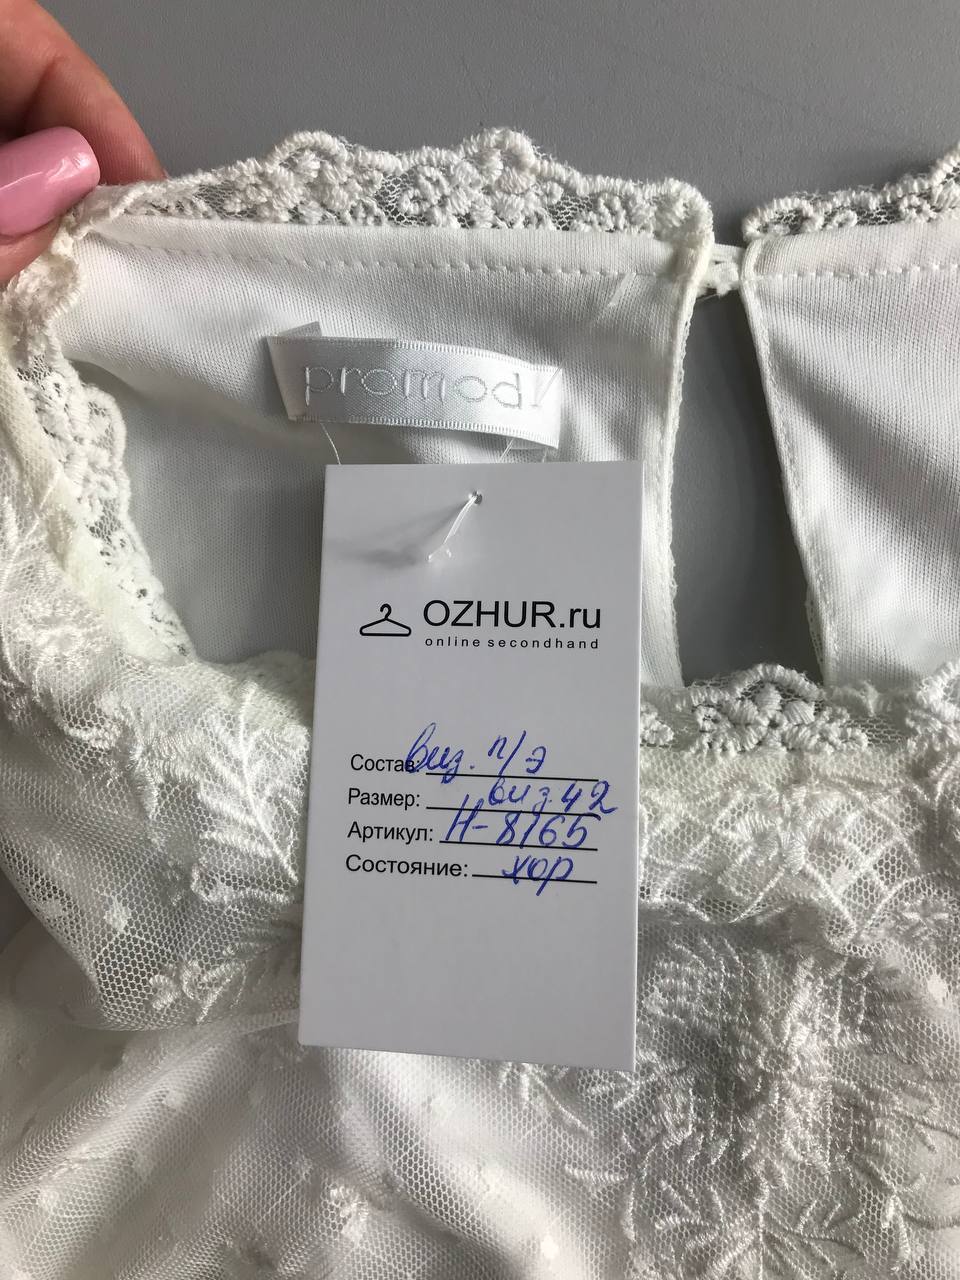 promod
OZHUR.ru
online secondhand
Состав: виз. п/э
Размер: виз 42
Артикул: Н-8165
Состояние: хор